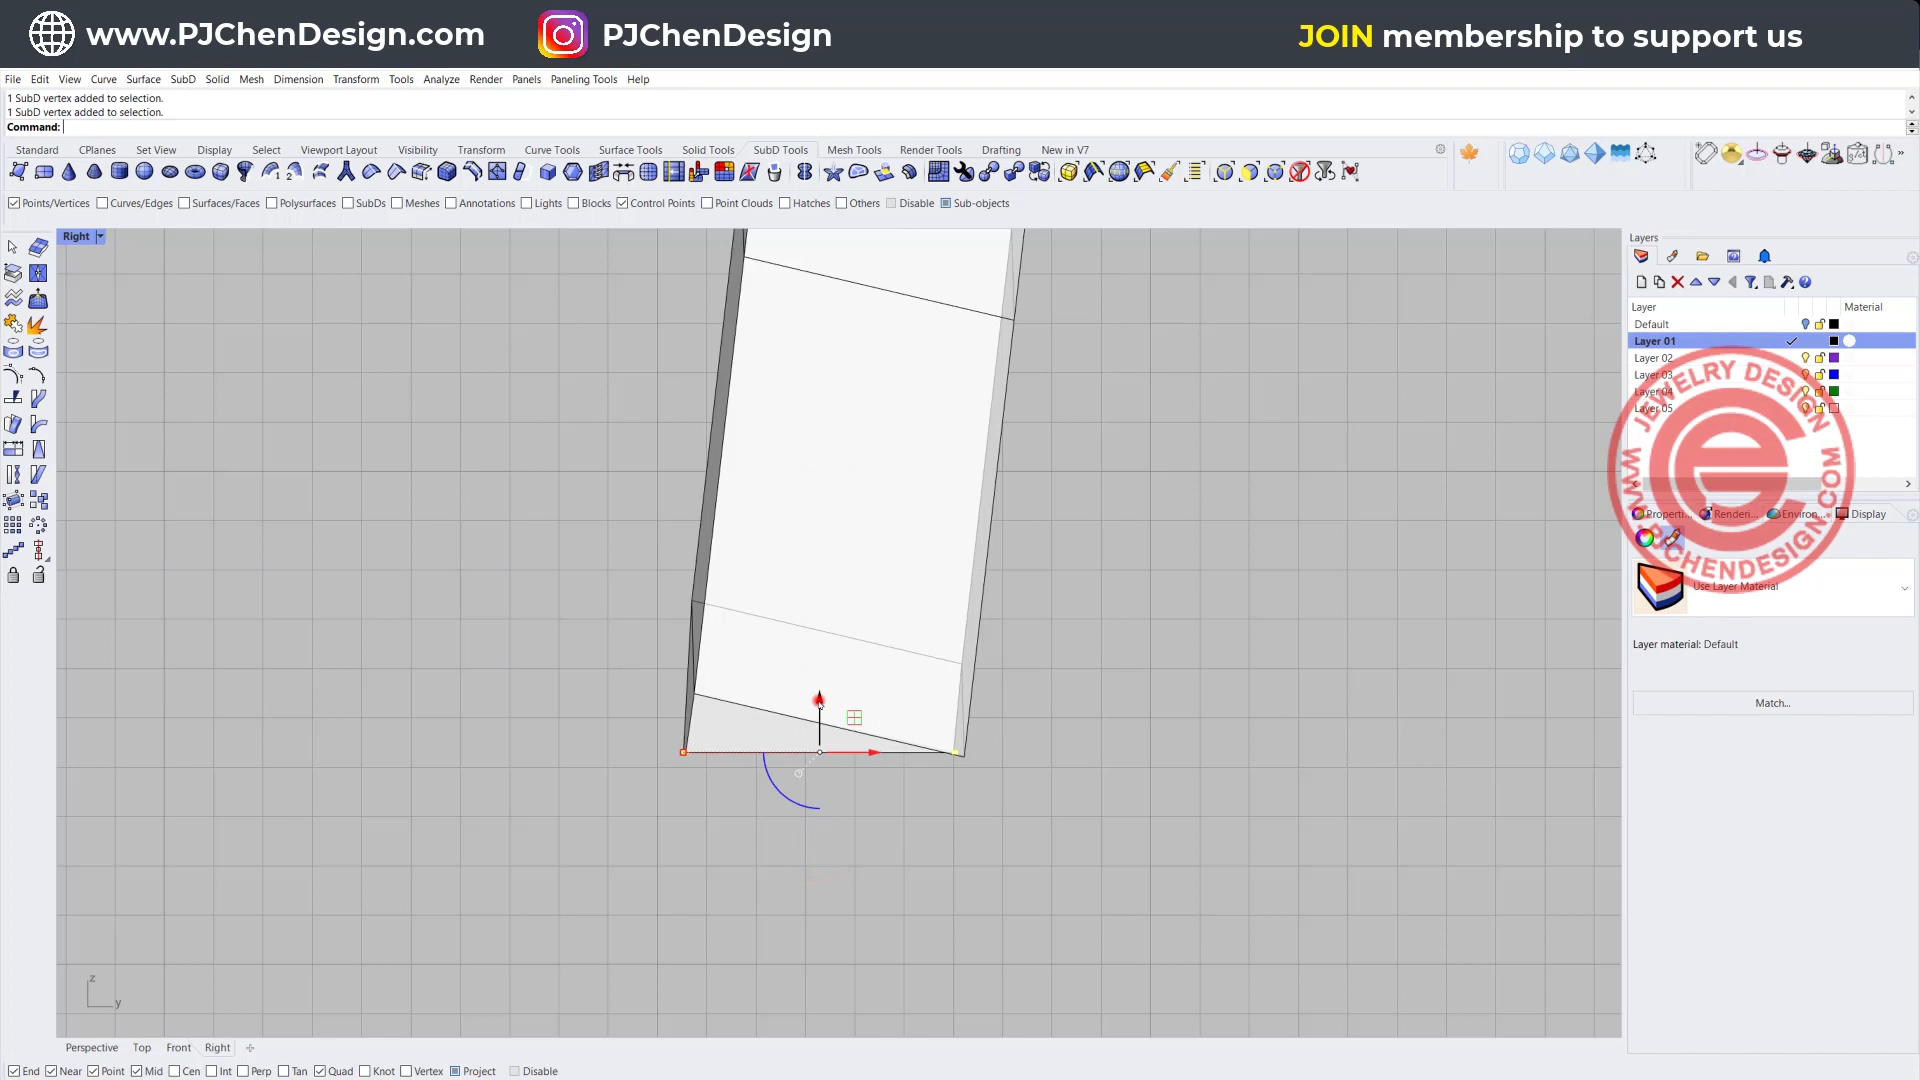 www.PJChenDesign.com PJChenDesign JOIN membership to support us
File Edit View Curve Surface SubD Solid Mesh Dimension Transform Tools Analyze Render Panels Paneling Tools Help
1 SubD vertex added to selection.
1 SubD vertex added to selection.
Command:
Standard CPlanes Set View Display Select Viewport Layout Visibility Transform Curve Tools Surface Tools Solid Tools SubD Tools Mesh Tools Render Tools Drafting New in V7
Points/Vertices Curves/Edges Surfaces/Faces Polysurfaces SubDs Meshes Annotations Lights Blocks Control Points Point Clouds Hatches Others Disable Sub-objects
Right
Layers
Layer Material
Default
Layer 01
Layer 02
Layer 03
Layer 04
Layer 05
JEWELRY DESIGN
WWW.PJCHENDESIGN.COM
Properti... Renderi... Environ... Display
Use Layer Material
Layer material: Default
Match...
z
y
Perspective Top Front Right
End Near Point Mid Cen Int Perp Tan Quad Knot Vertex Project Disable